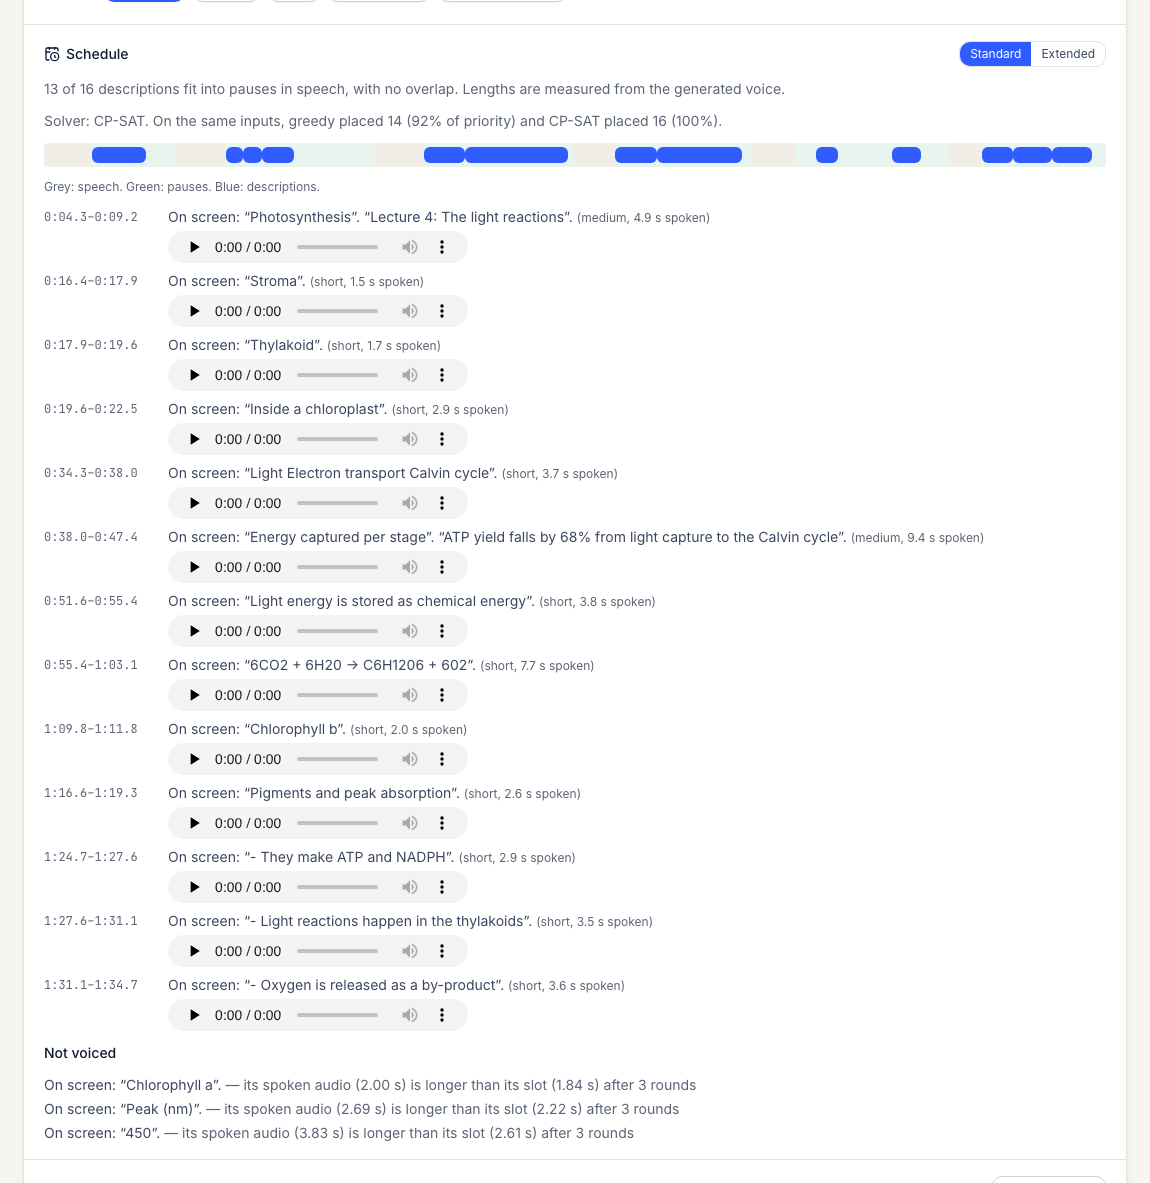 Schedule
Standard Extended
13 of 16 descriptions fit into pauses in speech, with no overlap. Lengths are measured from the generated voice.
Solver: CP-SAT. On the same inputs, greedy placed 14 (92% of priority) and CP-SAT placed 16 (100%).
Grey: speech. Green: pauses. Blue: descriptions.
0:04.3–0:09.2 On screen: “Photosynthesis”. “Lecture 4: The light reactions”. (medium, 4.9 s spoken)
0:00 / 0:00
0:16.4–0:17.9 On screen: “Stroma”. (short, 1.5 s spoken)
0:00 / 0:00
0:17.9–0:19.6 On screen: “Thylakoid”. (short, 1.7 s spoken)
0:00 / 0:00
0:19.6–0:22.5 On screen: “Inside a chloroplast”. (short, 2.9 s spoken)
0:00 / 0:00
0:34.3–0:38.0 On screen: “Light Electron transport Calvin cycle”. (short, 3.7 s spoken)
0:00 / 0:00
0:38.0–0:47.4 On screen: “Energy captured per stage”. “ATP yield falls by 68% from light capture to the Calvin cycle”. (medium, 9.4 s spoken)
0:00 / 0:00
0:51.6–0:55.4 On screen: “Light energy is stored as chemical energy”. (short, 3.8 s spoken)
0:00 / 0:00
0:55.4–1:03.1 On screen: “6CO2 + 6H20 → C6H1206 + 602”. (short, 7.7 s spoken)
0:00 / 0:00
1:09.8–1:11.8 On screen: “Chlorophyll b”. (short, 2.0 s spoken)
0:00 / 0:00
1:16.6–1:19.3 On screen: “Pigments and peak absorption”. (short, 2.6 s spoken)
0:00 / 0:00
1:24.7–1:27.6 On screen: “- They make ATP and NADPH”. (short, 2.9 s spoken)
0:00 / 0:00
1:27.6–1:31.1 On screen: “- Light reactions happen in the thylakoids”. (short, 3.5 s spoken)
0:00 / 0:00
1:31.1–1:34.7 On screen: “- Oxygen is released as a by-product”. (short, 3.6 s spoken)
0:00 / 0:00
Not voiced
On screen: “Chlorophyll a”. — its spoken audio (2.00 s) is longer than its slot (1.84 s) after 3 rounds
On screen: “Peak (nm)”. — its spoken audio (2.69 s) is longer than its slot (2.22 s) after 3 rounds
On screen: “450”. — its spoken audio (3.83 s) is longer than its slot (2.61 s) after 3 rounds